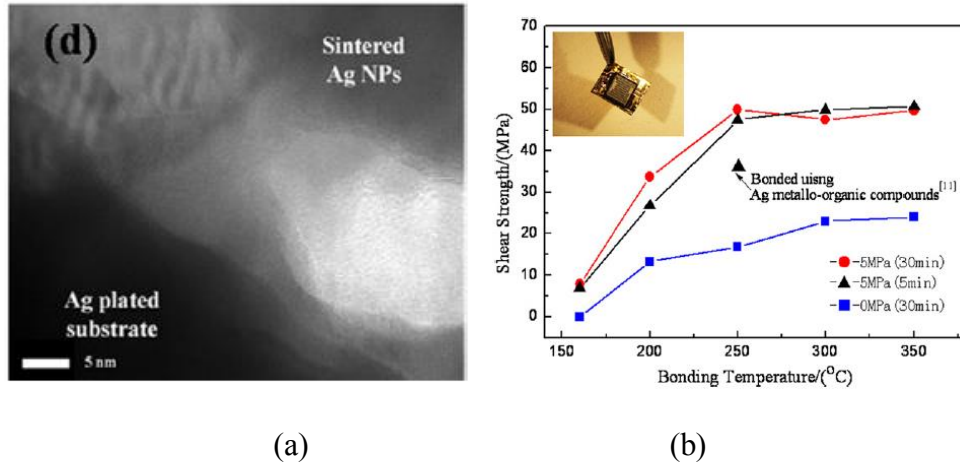 (d)
Sintered
Ag NPs
Ag plated
substrate
5 nm
(a)
Shear Strength/(MPa)
60
50
40
30
20
10
0
Bonded uisng
Ag metallo-organic compounds[11]
5MPa(30min)
5MPa(5min)
0MPa(30min)
150 200 250 300 350
Bonding Temperature/(°C)
(b)